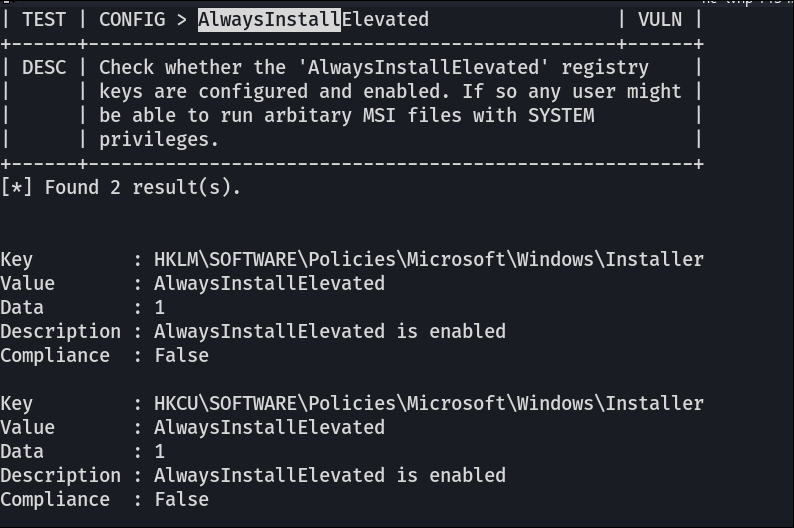 | TEST | CONFIG > AlwaysInstallElevated | VULN |
+------+-----------------------------------------------+------+
| DESC | Check whether the 'AlwaysInstallElevated' registry |
| | keys are configured and enabled. If so any user might |
| | be able to run arbitary MSI files with SYSTEM |
| | privileges. |
+------+------------------------------------------------------+
[*] Found 2 result(s).
Key : HKLM\SOFTWARE\Policies\Microsoft\Windows\Installer
Value : AlwaysInstallElevated
Data : 1
Description : AlwaysInstallElevated is enabled
Compliance : False
Key : HKCU\SOFTWARE\Policies\Microsoft\Windows\Installer
Value : AlwaysInstallElevated
Data : 1
Description : AlwaysInstallElevated is enabled
Compliance : False